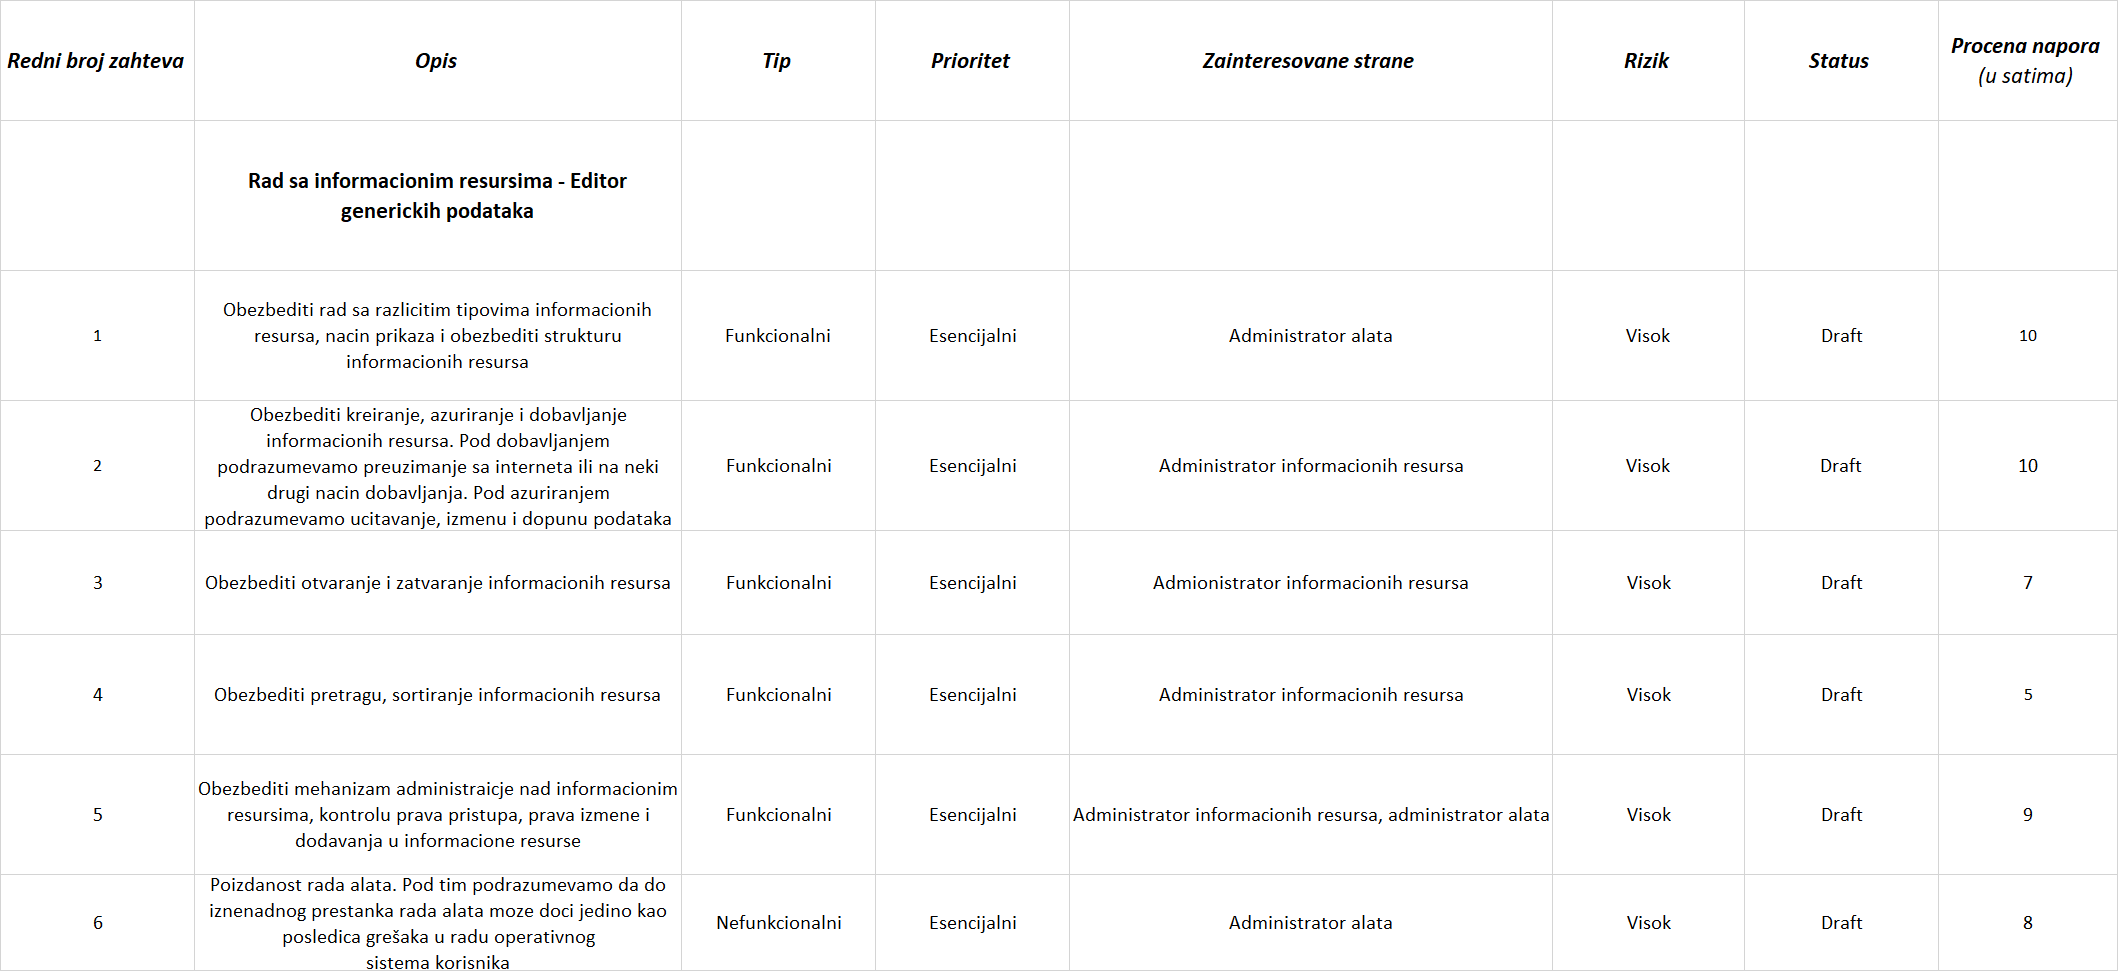 Redni broj zahteva
Opis
Tip
Prioritet
Zainteresovane strane
Rizik
Status
Procena napora
(u satima)
Rad sa informacionim resursima - Editor
generickih podataka
1
Obezbediti rad sa razlicitim tipovima informacionih
resursa, nacin prikaza i obezbediti strukturu
informacionih resursa
Funkcionalni
Esencijalni
Administrator alata
Visok
Draft
10
2
Obezbediti kreiranje, azuriranje i dobavljanje
informacionih resursa. Pod dobavljanjem
podrazumevamo preuzimanje sa interneta ili na neki
drugi nacin dobavljanja. Pod azuriranjem
podrazumevamo ucitavanje, izmenu i dopunu podataka
Funkcionalni
Esencijalni
Administrator informacionih resursa
Visok
Draft
10
3
Obezbediti otvaranje i zatvaranje informacionih resursa
Funkcionalni
Esencijalni
Admionistrator informacionih resursa
Visok
Draft
7
4
Obezbediti pretragu, sortiranje informacionih resursa
Funkcionalni
Esencijalni
Administrator informacionih resursa
Visok
Draft
5
5
Obezbediti mehanizam administraicje nad informacionim
resursima, kontrolu prava pristupa, prava izmene i
dodavanja u informacione resurse
Funkcionalni
Esencijalni
Administrator informacionih resursa, administrator alata
Visok
Draft
9
6
Poizdanost rada alata. Pod tim podrazumevamo da do
iznenadnog prestanka rada alata moze doci jedino kao
posledica grešaka u radu operativnog
sistema korisnika
Nefunkcionalni
Esencijalni
Administrator alata
Visok
Draft
8